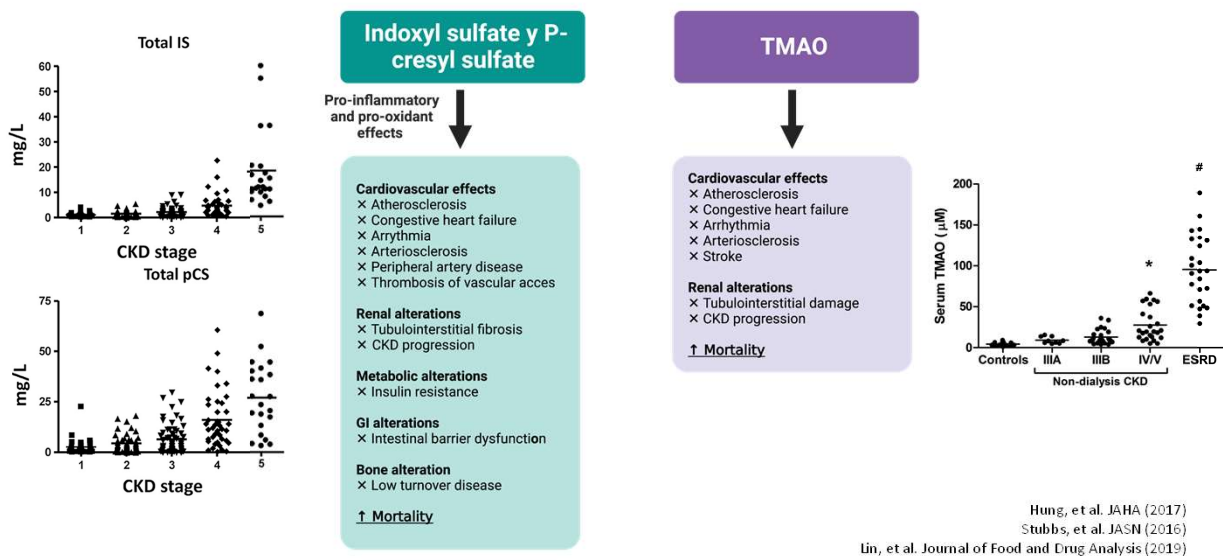 Total IS
mg/L
60
50
40
30
20
10
0
1 2 3 4 5
CKD stage
Total pCS
mg/L
75
50
25
0
1 2 3 4 5
CKD stage
Indoxyl sulfate y P-
cresyl sulfate
Pro-inflammatory
and pro-oxidant
effects
Cardiovascular effects
× Atherosclerosis
× Congestive heart failure
× Arrythmia
× Arteriosclerosis
× Peripheral artery disease
× Thrombosis of vascular acces
Renal alterations
× Tubulointerstitial fibrosis
× CKD progression
Metabolic alterations
× Insulin resistance
GI alterations
× Intestinal barrier dysfunction
Bone alteration
× Low turnover disease
↑ Mortality
TMAO
Cardiovascular effects
× Atherosclerosis
× Congestive heart failure
× Arrhythmia
× Arteriosclerosis
× Stroke
Renal alterations
× Tubulointerstitial damage
× CKD progression
↑ Mortality
Serum TMAO (μM)
200
150
100
50
0
*
#
Controls IIIA IIIB IV/V ESRD
Non-dialysis CKD
Hung, et al. JAHA (2017)
Stubbs, et al. JASN (2016)
Lin, et al. Journal of Food and Drug Analysis (2019)